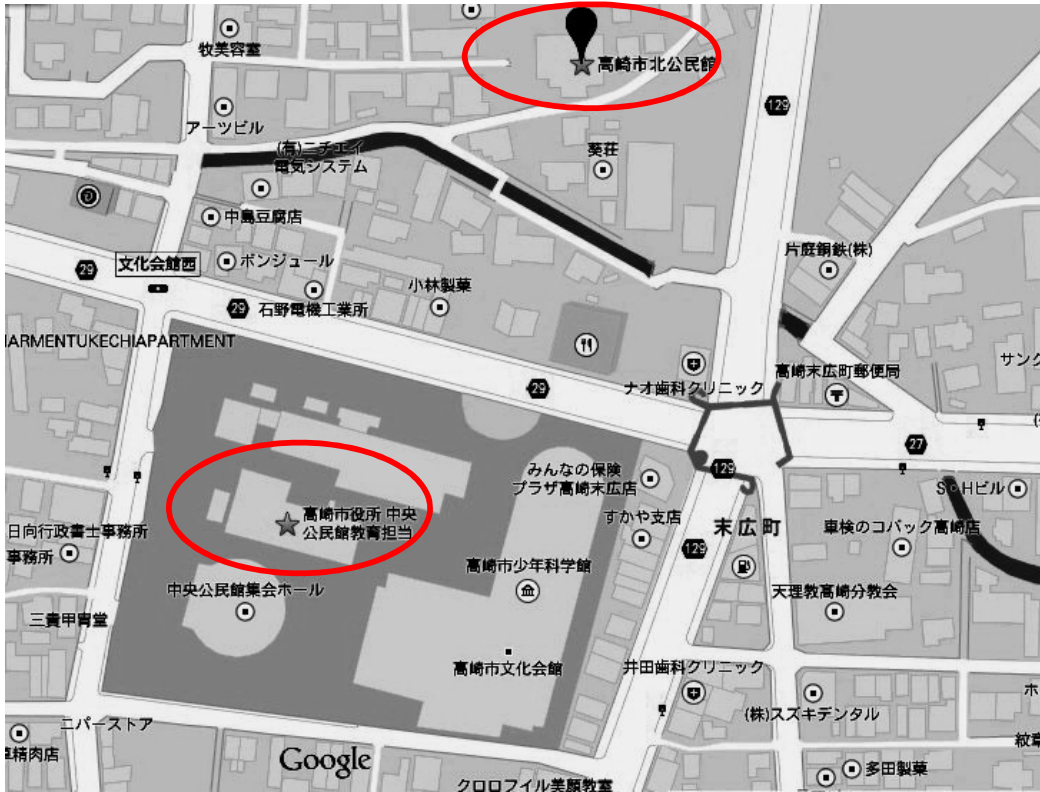 牧美容室
高崎市北公民館
129
アーツビル
(有)ニチエイ
電気システム
葵荘
中島豆腐店
片庭鋼鉄(株)
29
文化会館西
ボンジュール
小林製菓
29
石野電機工業所
HARMENTUKECHIAPARTMENT
サンク
高崎末広町郵便局
29
ナオ歯科クリニック
27
みんなの保険
プラザ高崎末広店
129
S・Hビル
高崎市役所 中央
公民館教育担当
すかや支店
末広町
車検のコバック高崎店
日向行政書士事務所
事務所
129
高崎市少年科学館
中央公民館集会ホール
天理教高崎分教会
三貴甲冑堂
高崎市文化会館
井田歯科クリニック
ホ
ニパーストア
(株)スズキデンタル
紋章
精肉店
Google
多田製菓
クロロフイル美顔教室